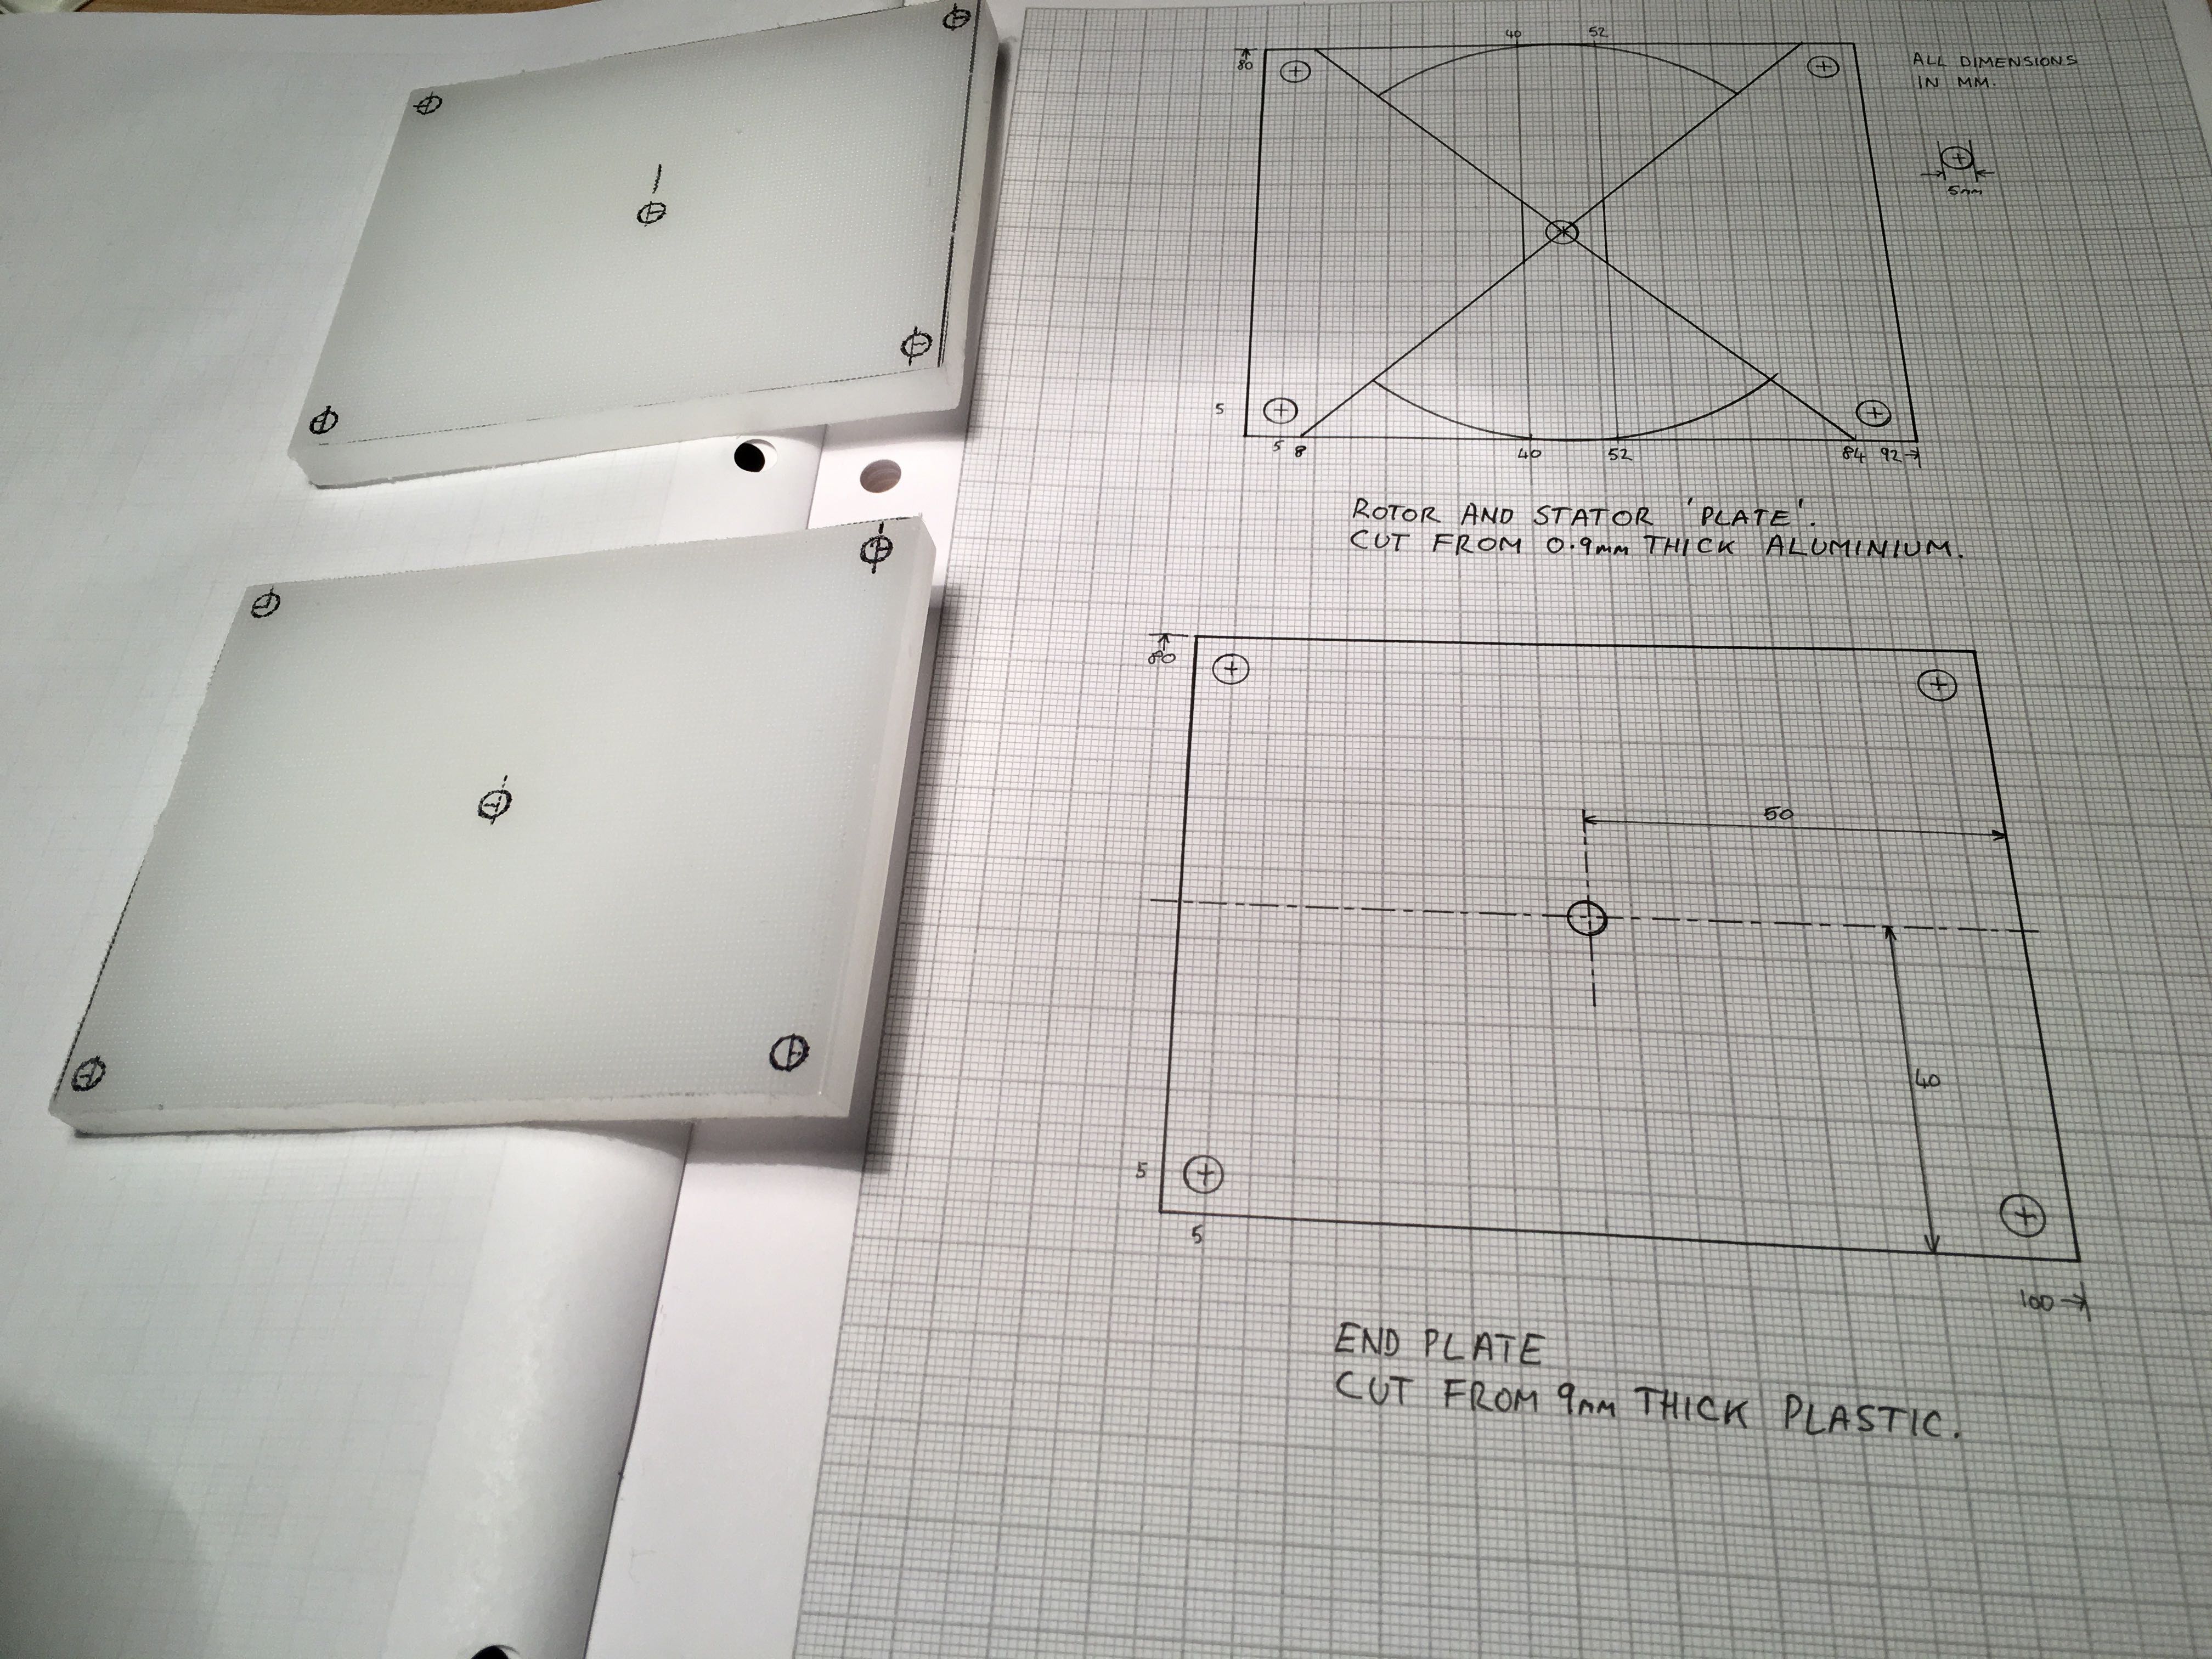 40 52
80
ALL DIMENSIONS
IN MM.
5mm
5
5 8 40 52 84 92
ROTOR AND STATOR 'PLATE'.
CUT FROM 0.9mm THICK ALUMINIUM.
80
50
40
5
5
100
END PLATE
CUT FROM 9mm THICK PLASTIC.